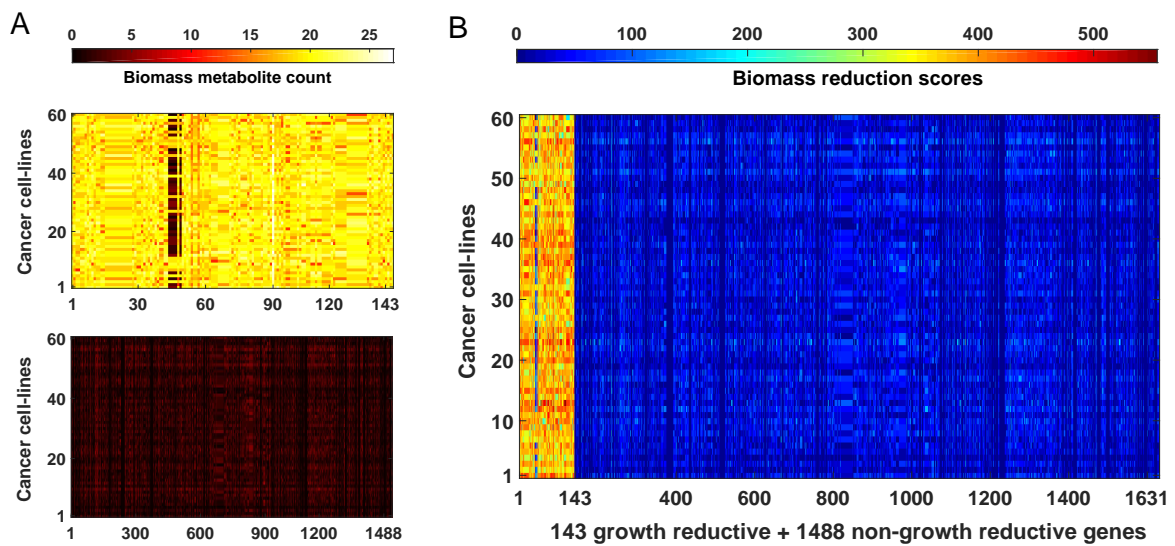 A
0 5 10 15 20 25
Biomass metabolite count
Cancer cell-lines
60
40
20
1
1 30 60 90 120 143
Cancer cell-lines
60
40
20
1
1 300 600 900 1200 1488
B
0 100 200 300 400 500
Biomass reduction scores
Cancer cell-lines
60
50
40
30
20
10
1
1 143 400 600 800 1000 1200 1400 1631
143 growth reductive + 1488 non-growth reductive genes